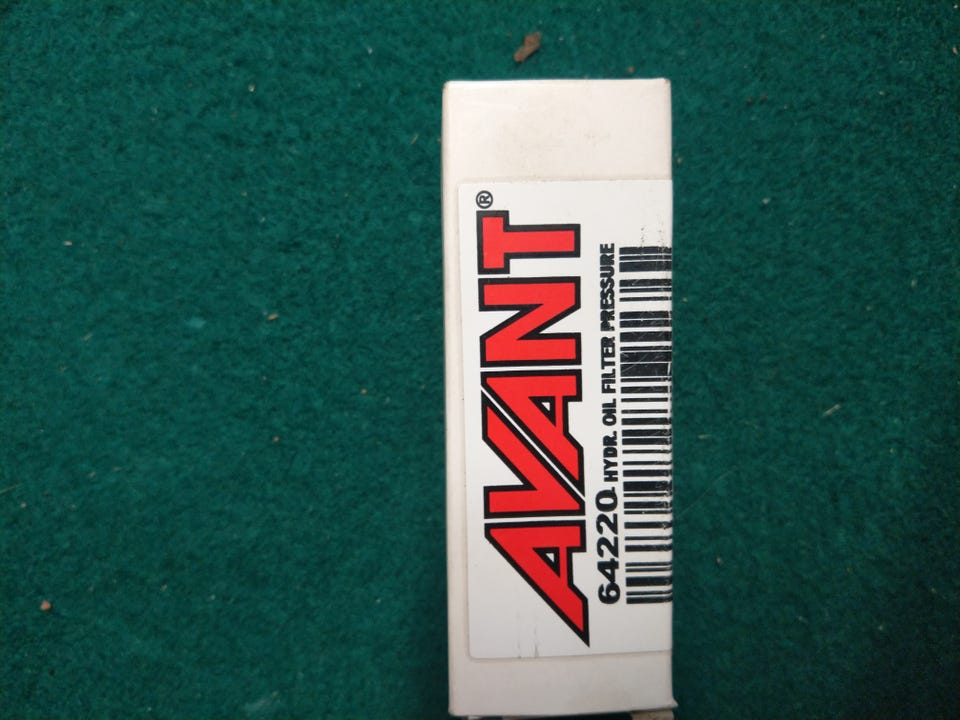 AVANT®
64220 HYDR. OIL FILTER PRESSURE